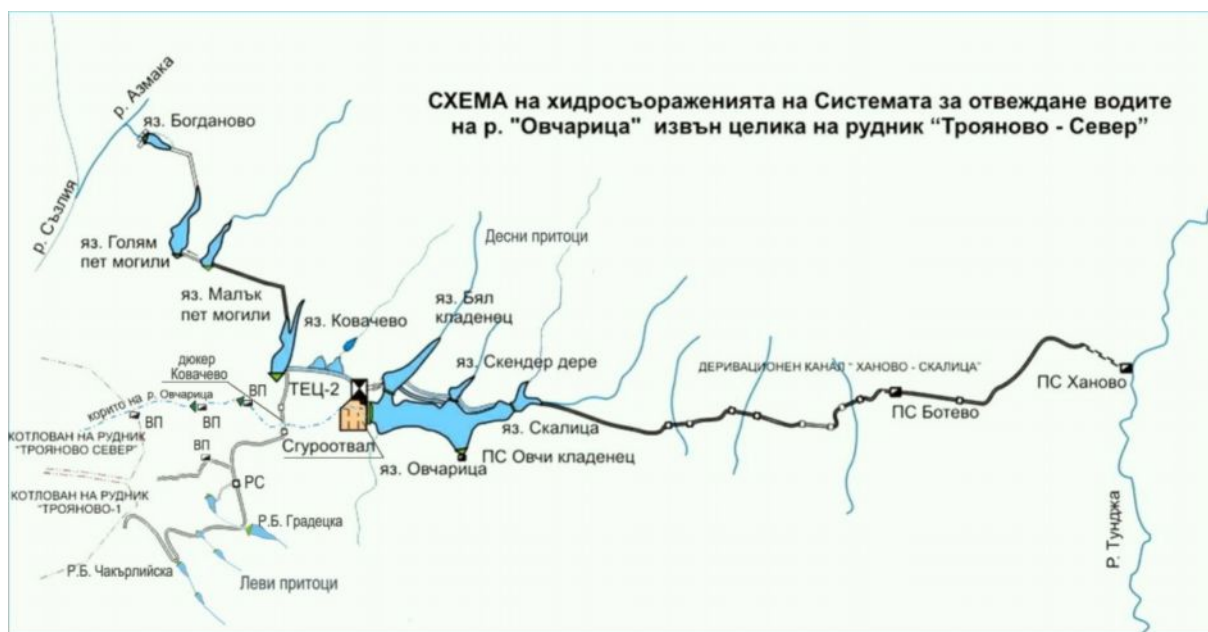 СХЕМА на хидросъораженията на Системата за отвеждане водите
на р. "Овчарица" извън целика на рудник “Трояново - Север”
р. Азмака
яз. Богданово
р. Съзлия
яз. Голям
пет могили
яз. Малък
пет могили
Десни притоци
яз. Ковачево
яз. Бял
кладенец
яз. Скендер дере
дюкер
Ковачево
ТЕЦ-2
ДЕРИВАЦИОНЕН КАНАЛ “ ХАНОВО - СКАЛИЦА”
ПС Ханово
ПС Ботево
корито на р. Овчарица
ВП
ВП
ВП
ВП
КОТЛОВАН НА РУДНИК
“ТРОЯНОВО СЕВЕР”
Сгуроотвал
яз. Скалица
яз. Овчарица
ПС Овчи кладенец
РС
КОТЛОВАН НА РУДНИК
“ТРОЯНОВО-1
Р.Б. Градецка
Р.Б. Чакърлийска
Леви притоци
Р. Тунджа